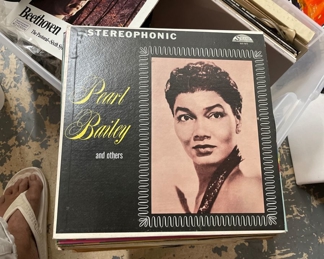 Beethoven
STEREOPHONIC
Pearl
Bailey
and others